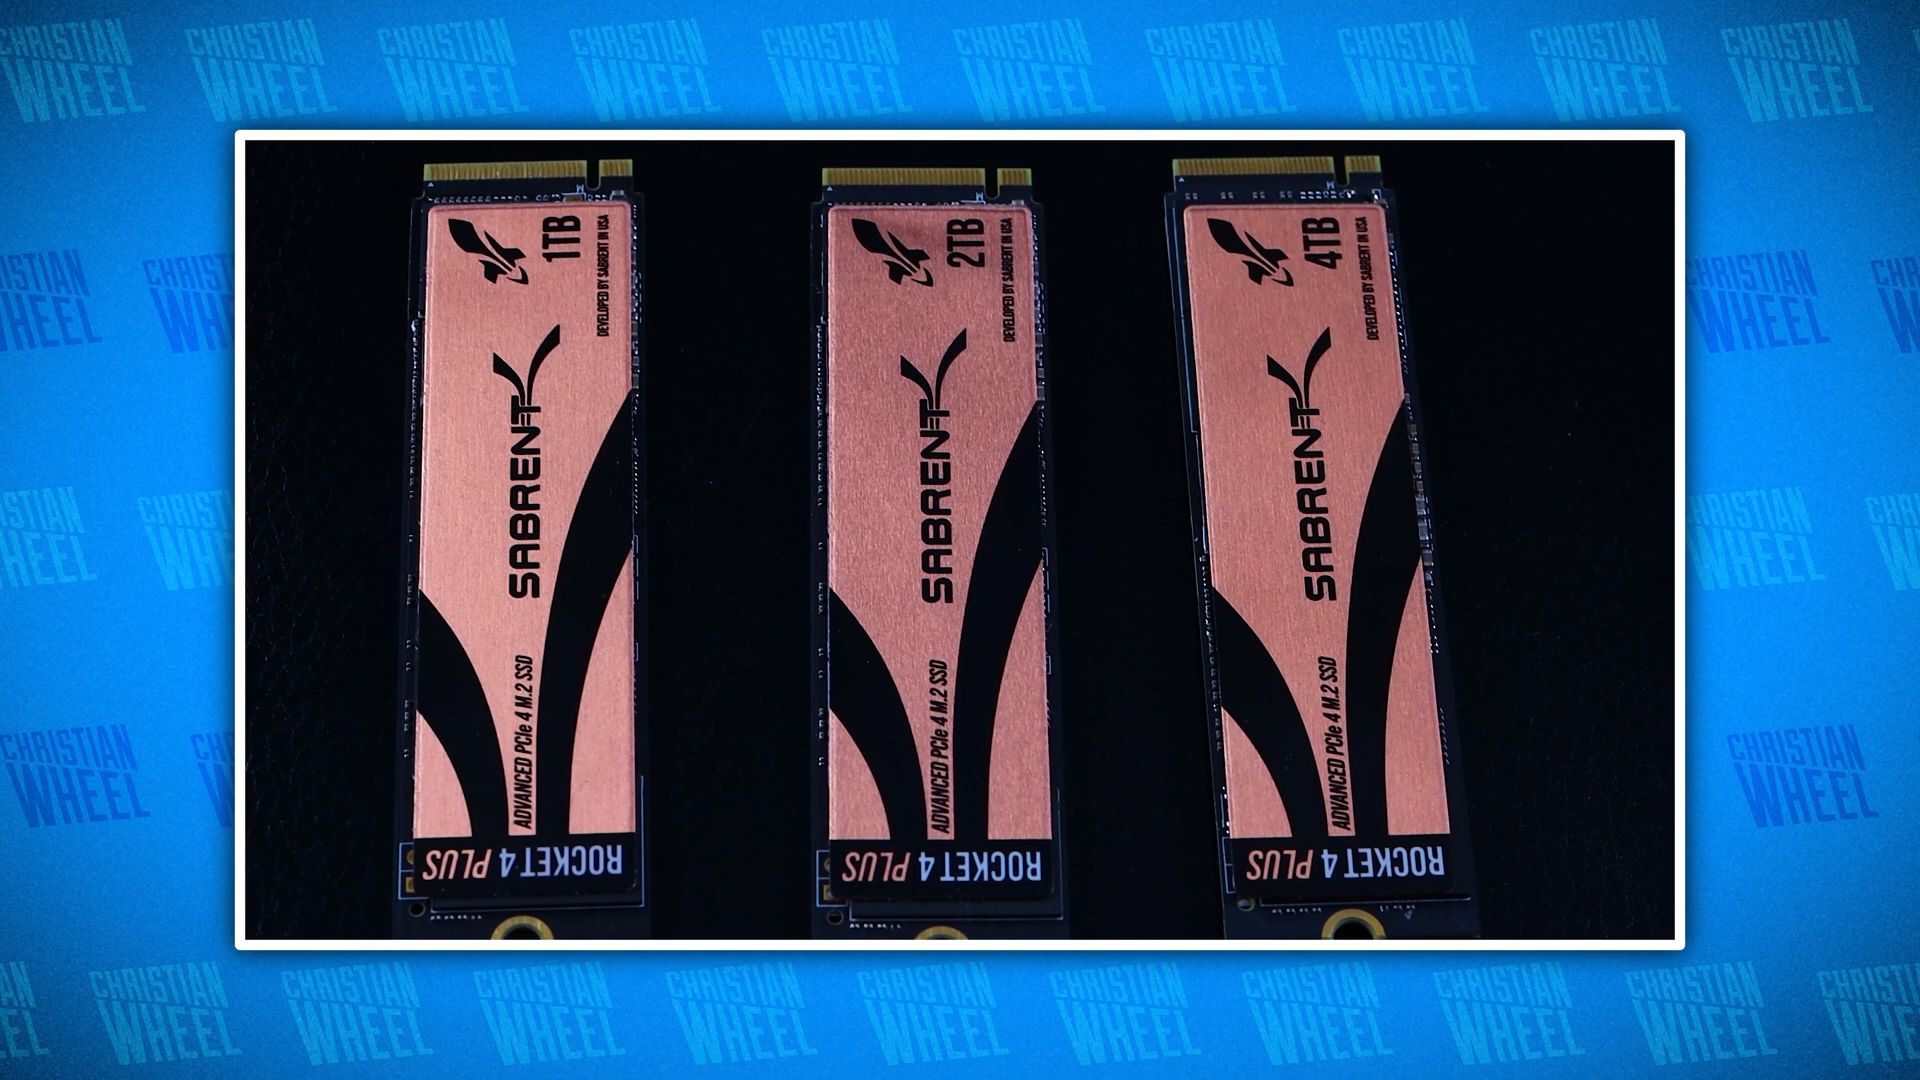 1TB
DEVELOPED BY SABRENT IN USA
SABRENT
ADVANCED PCIe 4 M.2 SSD
ROCKET 4 PLUS
2TB
DEVELOPED BY SABRENT IN USA
SABRENT
ADVANCED PCIe 4 M.2 SSD
ROCKET 4 PLUS
4TB
DEVELOPED BY SABRENT IN USA
SABRENT
ADVANCED PCIe 4 M.2 SSD
ROCKET 4 PLUS
CHRISTIAN
WHEEL